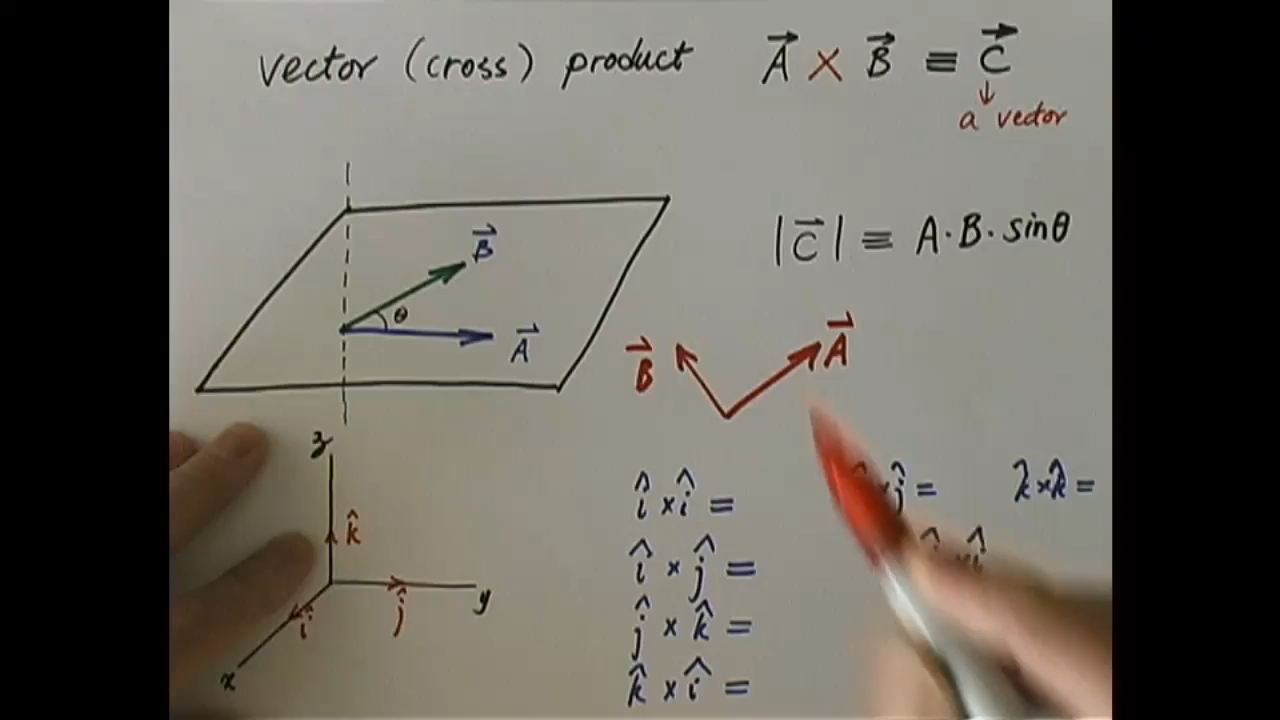 vector (cross) product A⃗ × B⃗ ≡ C⃗
a vector
|C⃗| ≡ A·B·sinθ
B⃗
θ
A⃗
B⃗
A⃗
z
k̂
ĵ
y
î
x
î × î =
ĵ =
k̂ × k̂ =
î × ĵ =
ĵ × k̂ =
k̂ × î =